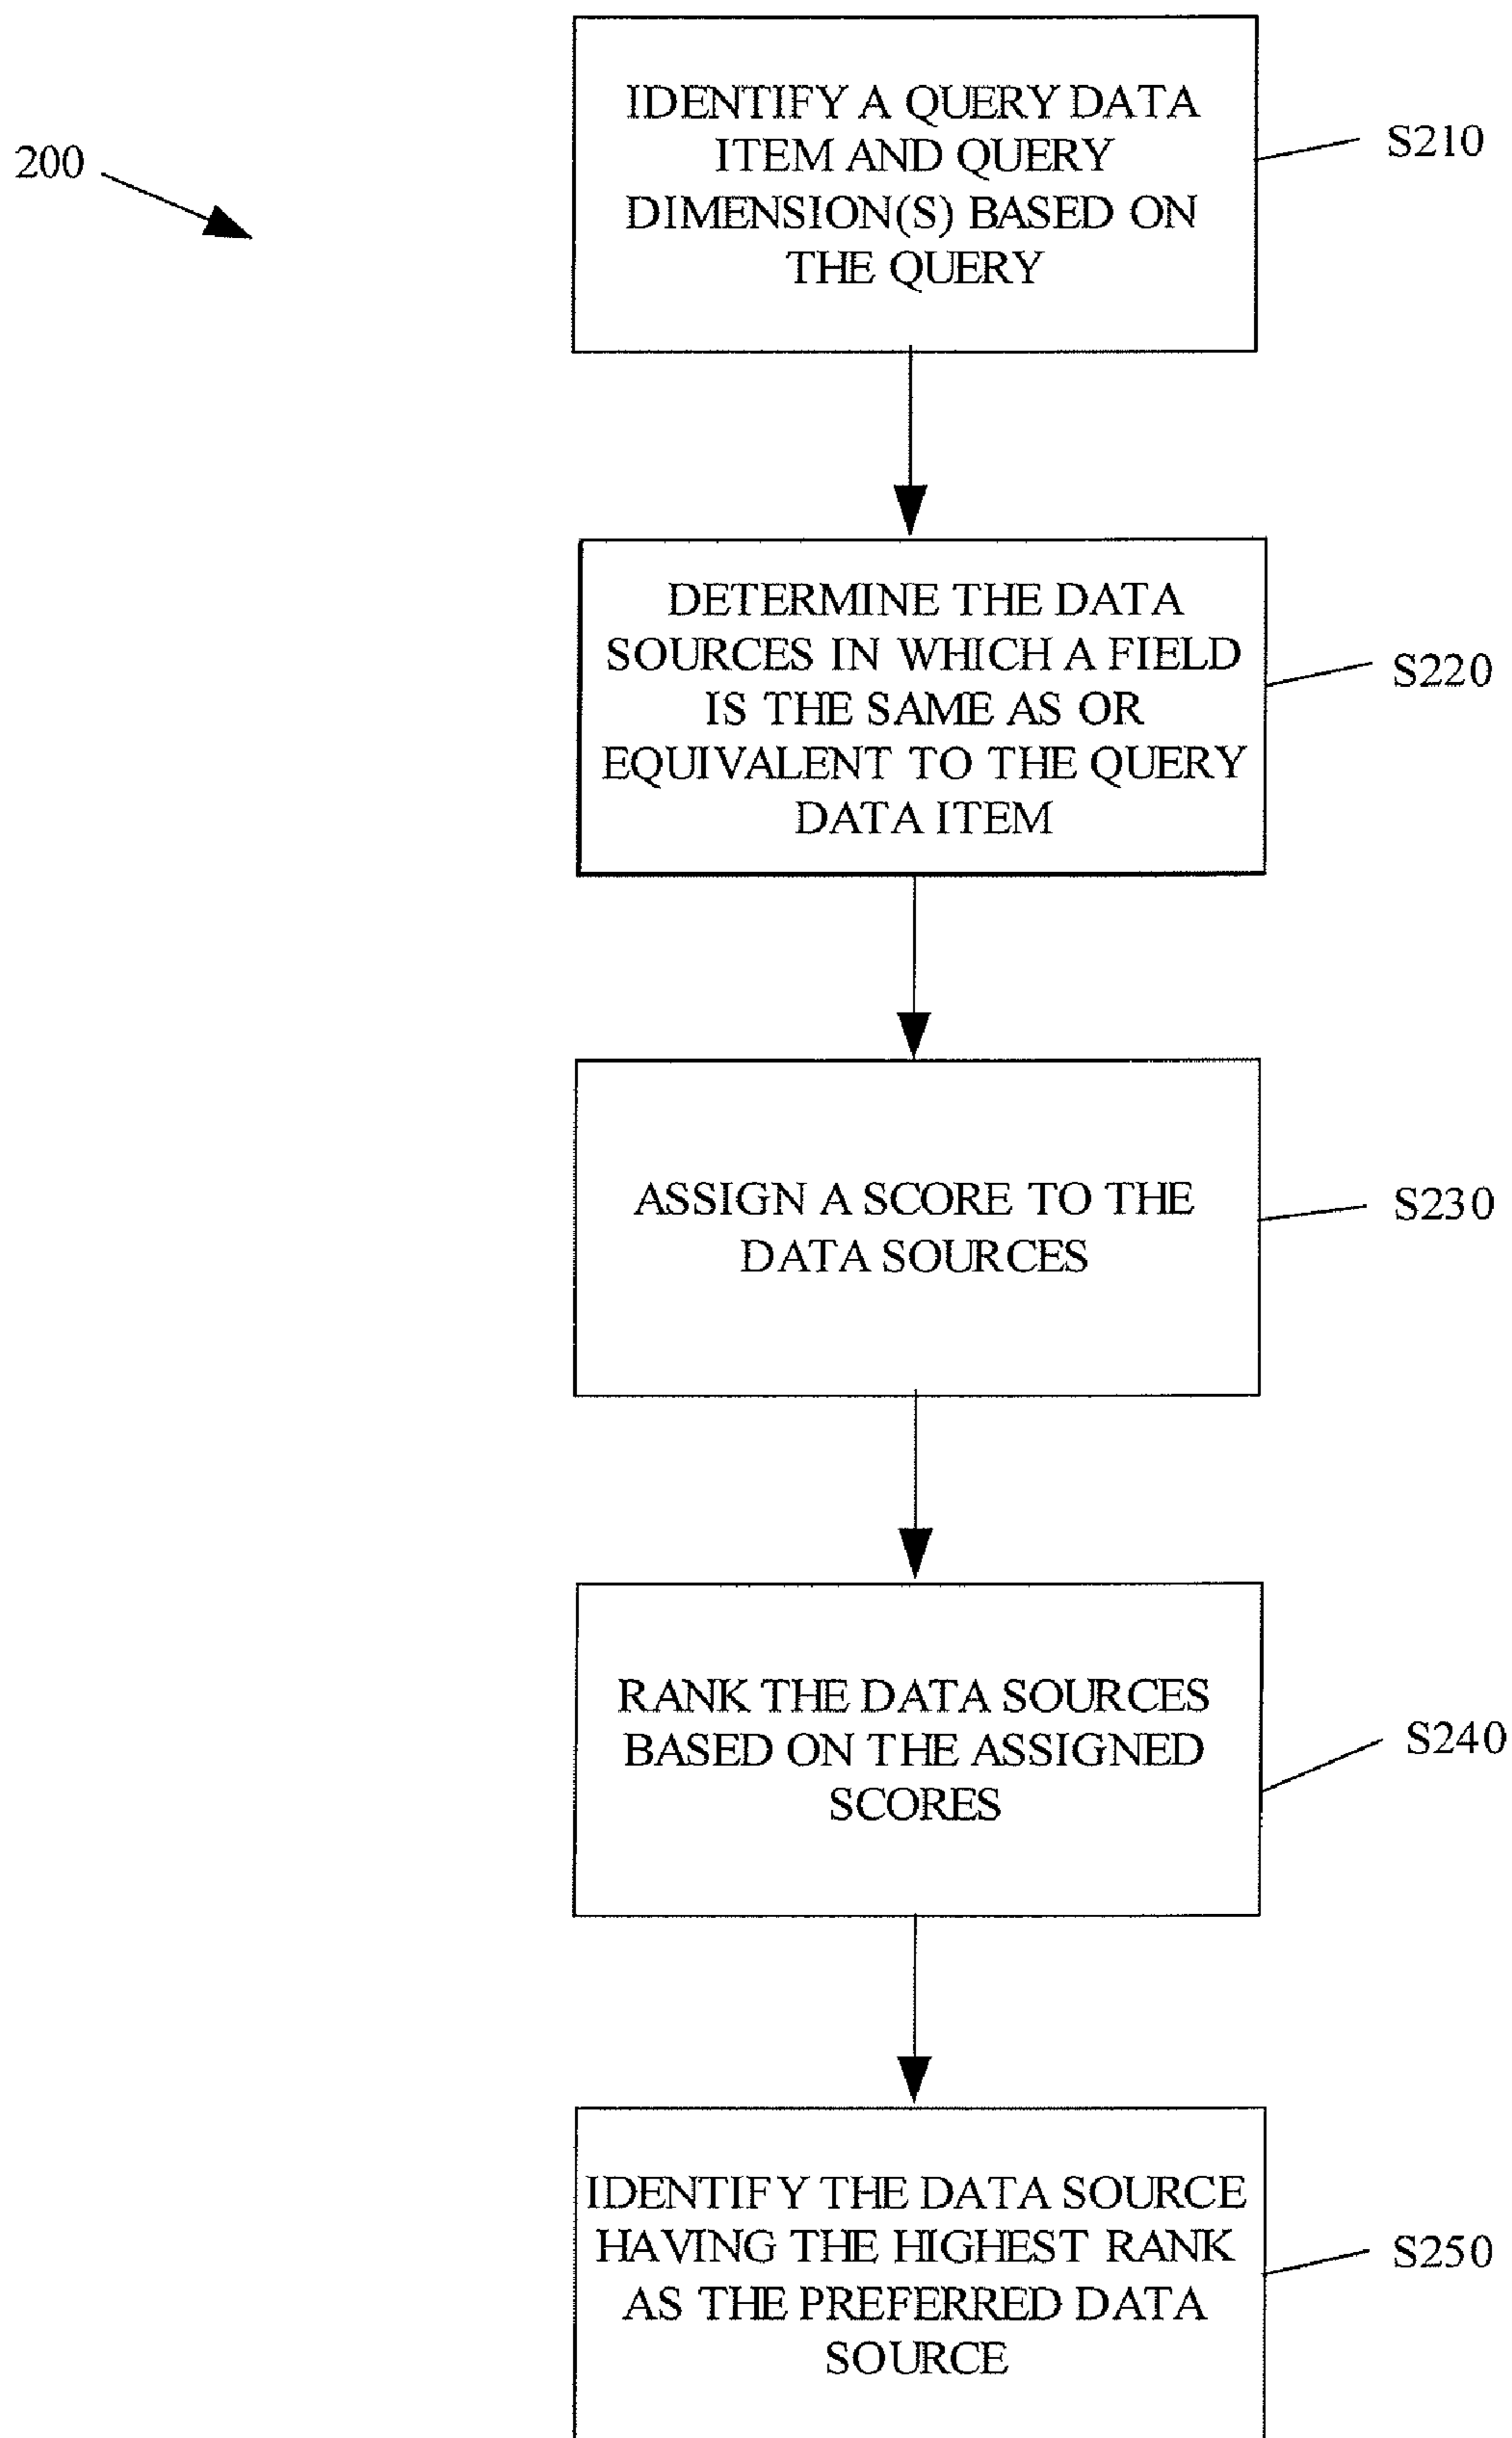 200
IDENTIFY A QUERY DATA
ITEM AND QUERY
DIMENSION(S) BASED ON
THE QUERY
S210
DETERMINE THE DATA
SOURCES IN WHICH A FIELD
IS THE SAME AS OR
EQUIVALENT TO THE QUERY
DATA ITEM
S220
ASSIGN A SCORE TO THE
DATA SOURCES
S230
RANK THE DATA SOURCES
BASED ON THE ASSIGNED
SCORES
S240
IDENTIFY THE DATA SOURCE
HAVING THE HIGHEST RANK
AS THE PREFERRED DATA
SOURCE
S250